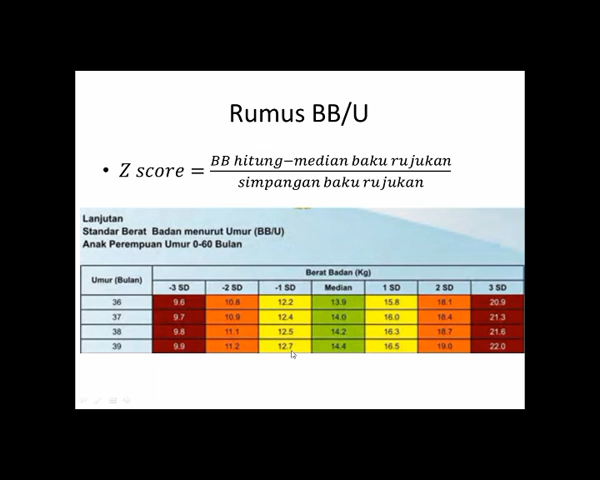 Rumus BB/U
• Z score = BB hitung−median baku rujukan
simpangan baku rujukan
Lanjutan
Standar Berat Badan menurut Umur (BB/U)
Anak Perempuan Umur 0-60 Bulan
Umur (Bulan) Berat Badan (Kg)
-3 SD -2 SD -1 SD Median 1 SD 2 SD 3 SD
36 9.6 10.8 12.2 13.9 15.8 18.1 20.9
37 9.7 10.9 12.4 14.0 16.0 18.4 21.3
38 9.8 11.1 12.5 14.2 16.3 18.7 21.6
39 9.9 11.2 12.7 14.4 16.5 19.0 22.0